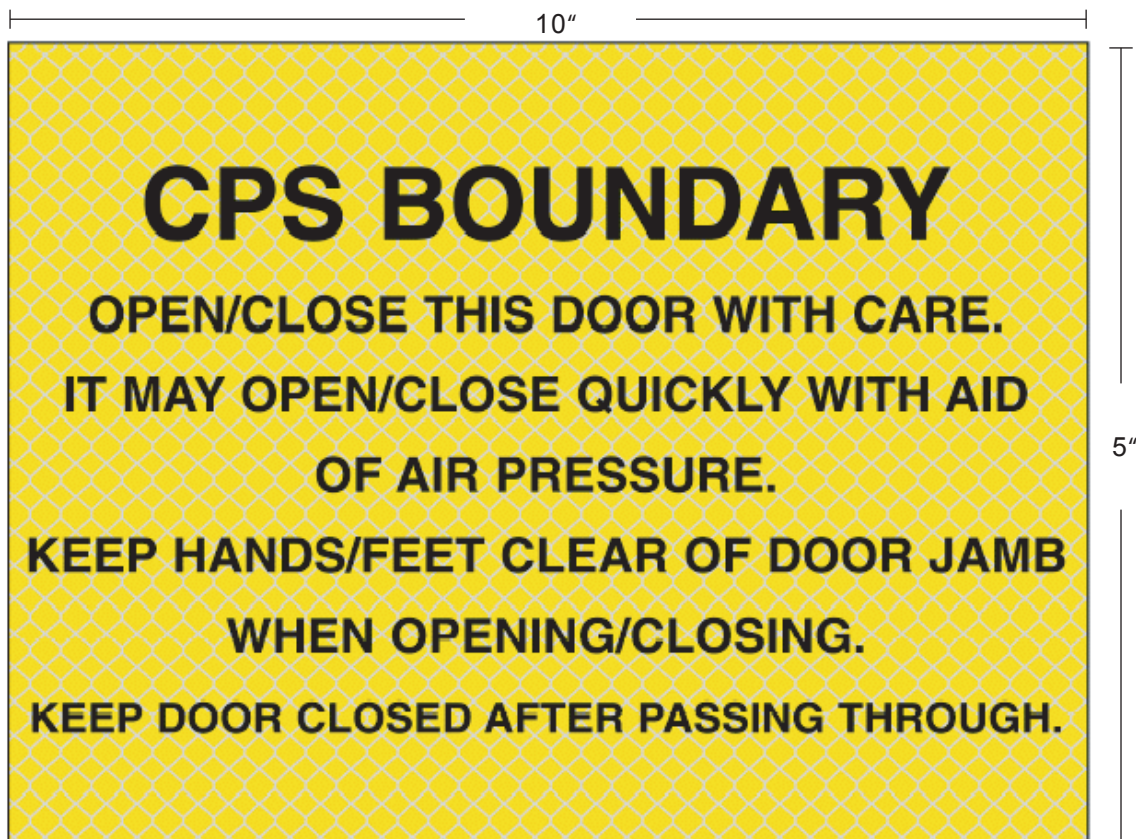 10“
CPS BOUNDARY
OPEN/CLOSE THIS DOOR WITH CARE.
IT MAY OPEN/CLOSE QUICKLY WITH AID
OF AIR PRESSURE.
5“
KEEP HANDS/FEET CLEAR OF DOOR JAMB
WHEN OPENING/CLOSING.
KEEP DOOR CLOSED AFTER PASSING THROUGH.